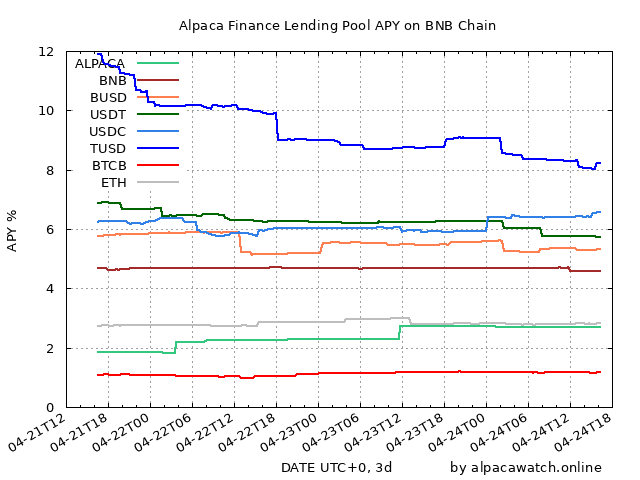 Alpaca Finance Lending Pool APY on BNB Chain
12
10
8
6
4
2
0
APY %
ALPACA
BNB
BUSD
USDT
USDC
TUSD
BTCB
ETH
04-21T12
04-21T18
04-22T00
04-22T06
04-22T12
04-22T18
04-23T00
04-23T06
04-23T12
04-23T18
04-24T00
04-24T06
04-24T12
04-24T18
DATE UTC+0, 3d
by alpacawatch.online